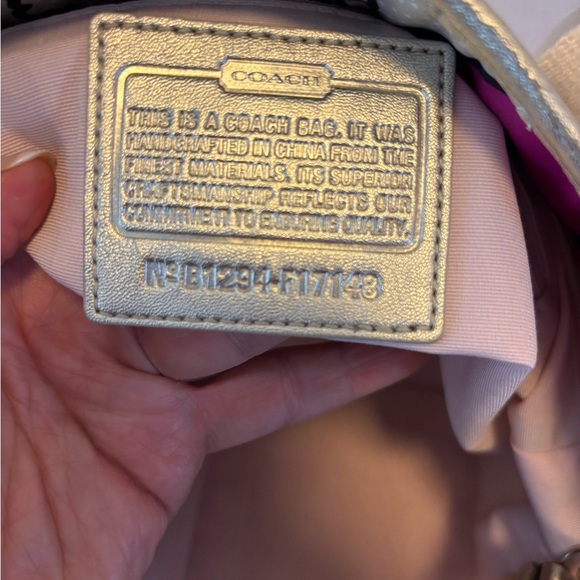 COACH
THIS IS A COACH BAG. IT WAS
HANDCRAFTED IN CHINA FROM THE
FINEST MATERIALS. ITS SUPERIOR
CRAFTSMANSHIP REFLECTS OUR
COMMITMENT TO ENDURING QUALITY.
Nº B1294-F17148